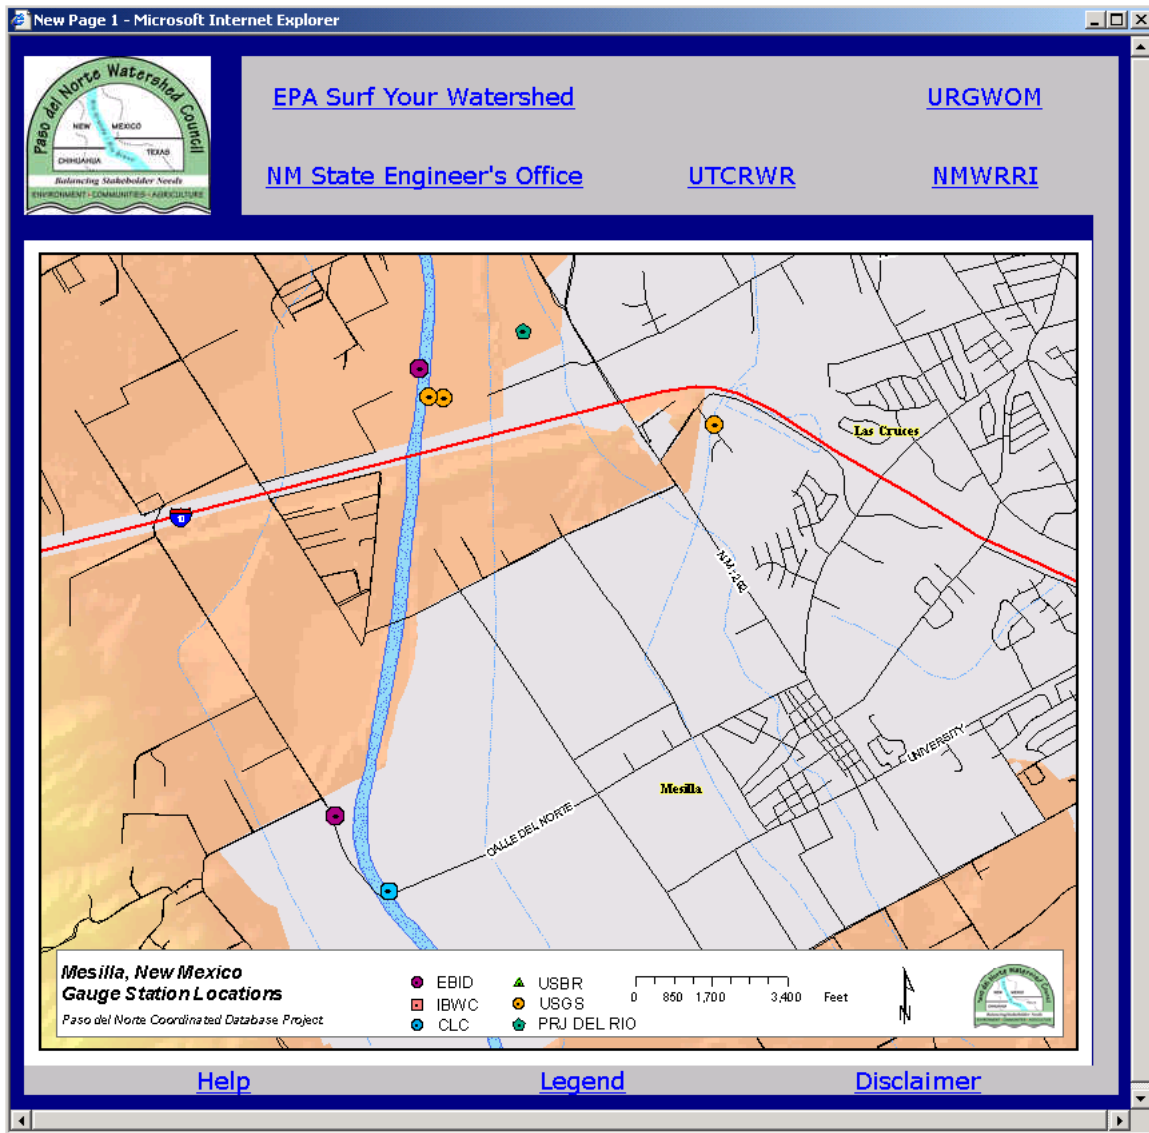 New Page 1 - Microsoft Internet Explorer
Paso del Norte Watershed Council
NEW MEXICO
TEXAS
CHIHUAHUA
Balancing Stakeholder Needs
ENVIRONMENT - COMMUNITIES - AGRICULTURE
EPA Surf Your Watershed
URGWOM
NM State Engineer's Office
UTCRWR
NMWRRI
Las Cruces
10
UNIVERSITY
Mesilla
CALLE DEL NORTE
Mesilla, New Mexico
Gauge Station Locations
Paso del Norte Coordinated Database Project
EBID
IBWC
CLC
USBR
USGS
PRJ DEL RIO
0 850 1,700 3,400 Feet
N
Help
Legend
Disclaimer